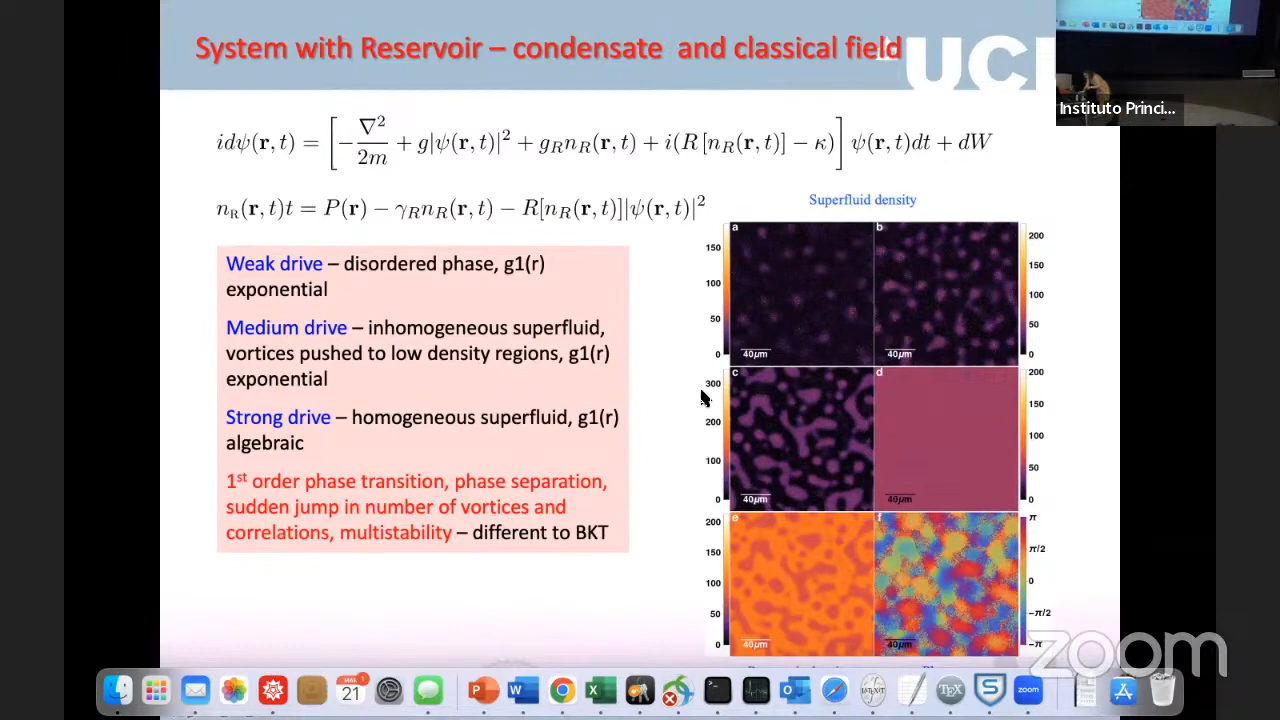 System with Reservoir – condensate and classical field
UCL
Instituto Princi...
idψ(r, t) = [−∇²/2m + g|ψ(r, t)|² + g_R n_R(r, t) + i(R [n_R(r, t)] − κ)] ψ(r, t)dt + dW
n_R(r, t)t = P(r) − γ_R n_R(r, t) − R[n_R(r, t)]|ψ(r, t)|²
Superfluid density
Weak drive – disordered phase, g1(r)
exponential
Medium drive – inhomogeneous superfluid,
vortices pushed to low density regions, g1(r)
exponential
Strong drive – homogeneous superfluid, g1(r)
algebraic
1st order phase transition, phase separation,
sudden jump in number of vortices and
correlations, multistability – different to BKT
a
b
150
100
50
0
200
150
100
50
0
40μm
40μm
c
d
300
200
100
0
200
150
100
50
0
40μm
40μm
e
f
200
150
100
50
0
π
π/2
0
−π/2
−π
40μm
40μm
zoom
21
zoom